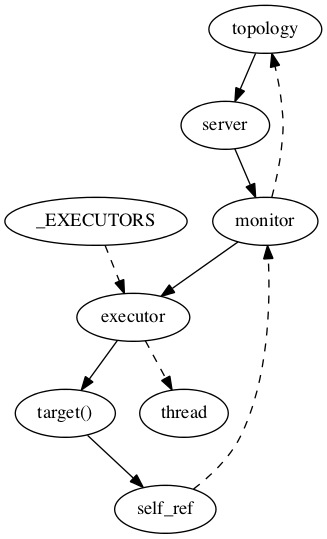 topology
server
_EXECUTORS
monitor
executor
target()
thread
self_ref